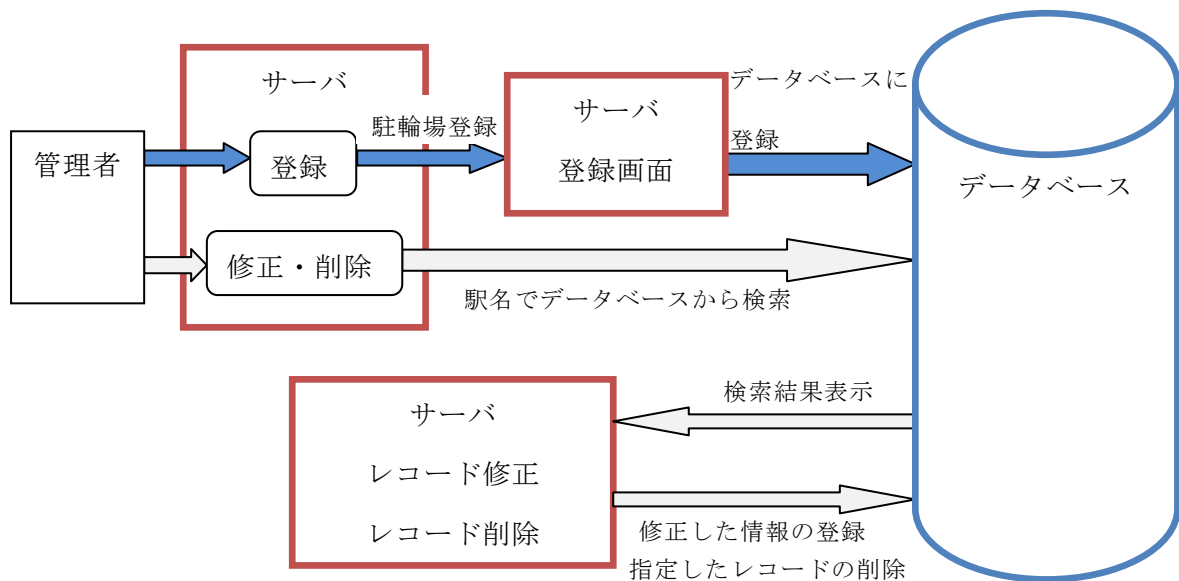 サーバ
管理者
登録
修正・削除
駐輪場登録
サーバ
登録画面
データベースに
登録
データベース
駅名でデータベースから検索
検索結果表示
サーバ
レコード修正
レコード削除
修正した情報の登録
指定したレコードの削除